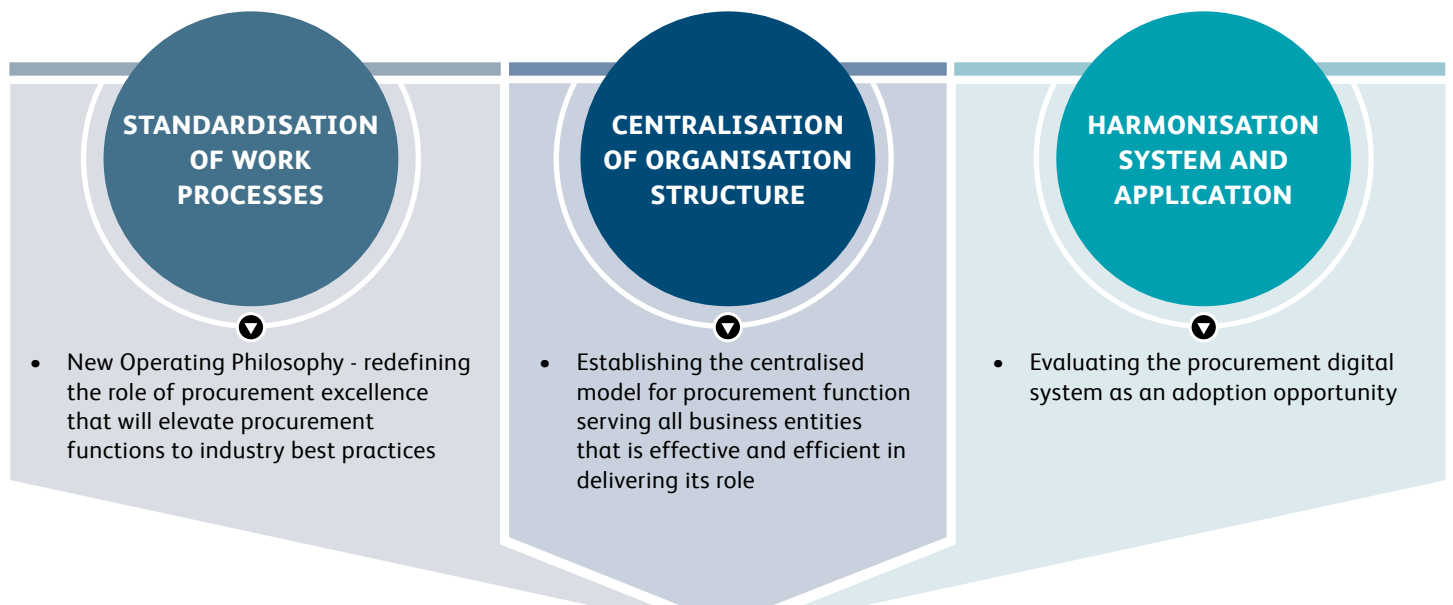 STANDARDISATION
OF WORK
PROCESSES
• New Operating Philosophy - redefining
the role of procurement excellence
that will elevate procurement
functions to industry best practices
CENTRALISATION
OF ORGANISATION
STRUCTURE
• Establishing the centralised
model for procurement function
serving all business entities
that is effective and efficient in
delivering its role
HARMONISATION
SYSTEM AND
APPLICATION
• Evaluating the procurement digital
system as an adoption opportunity